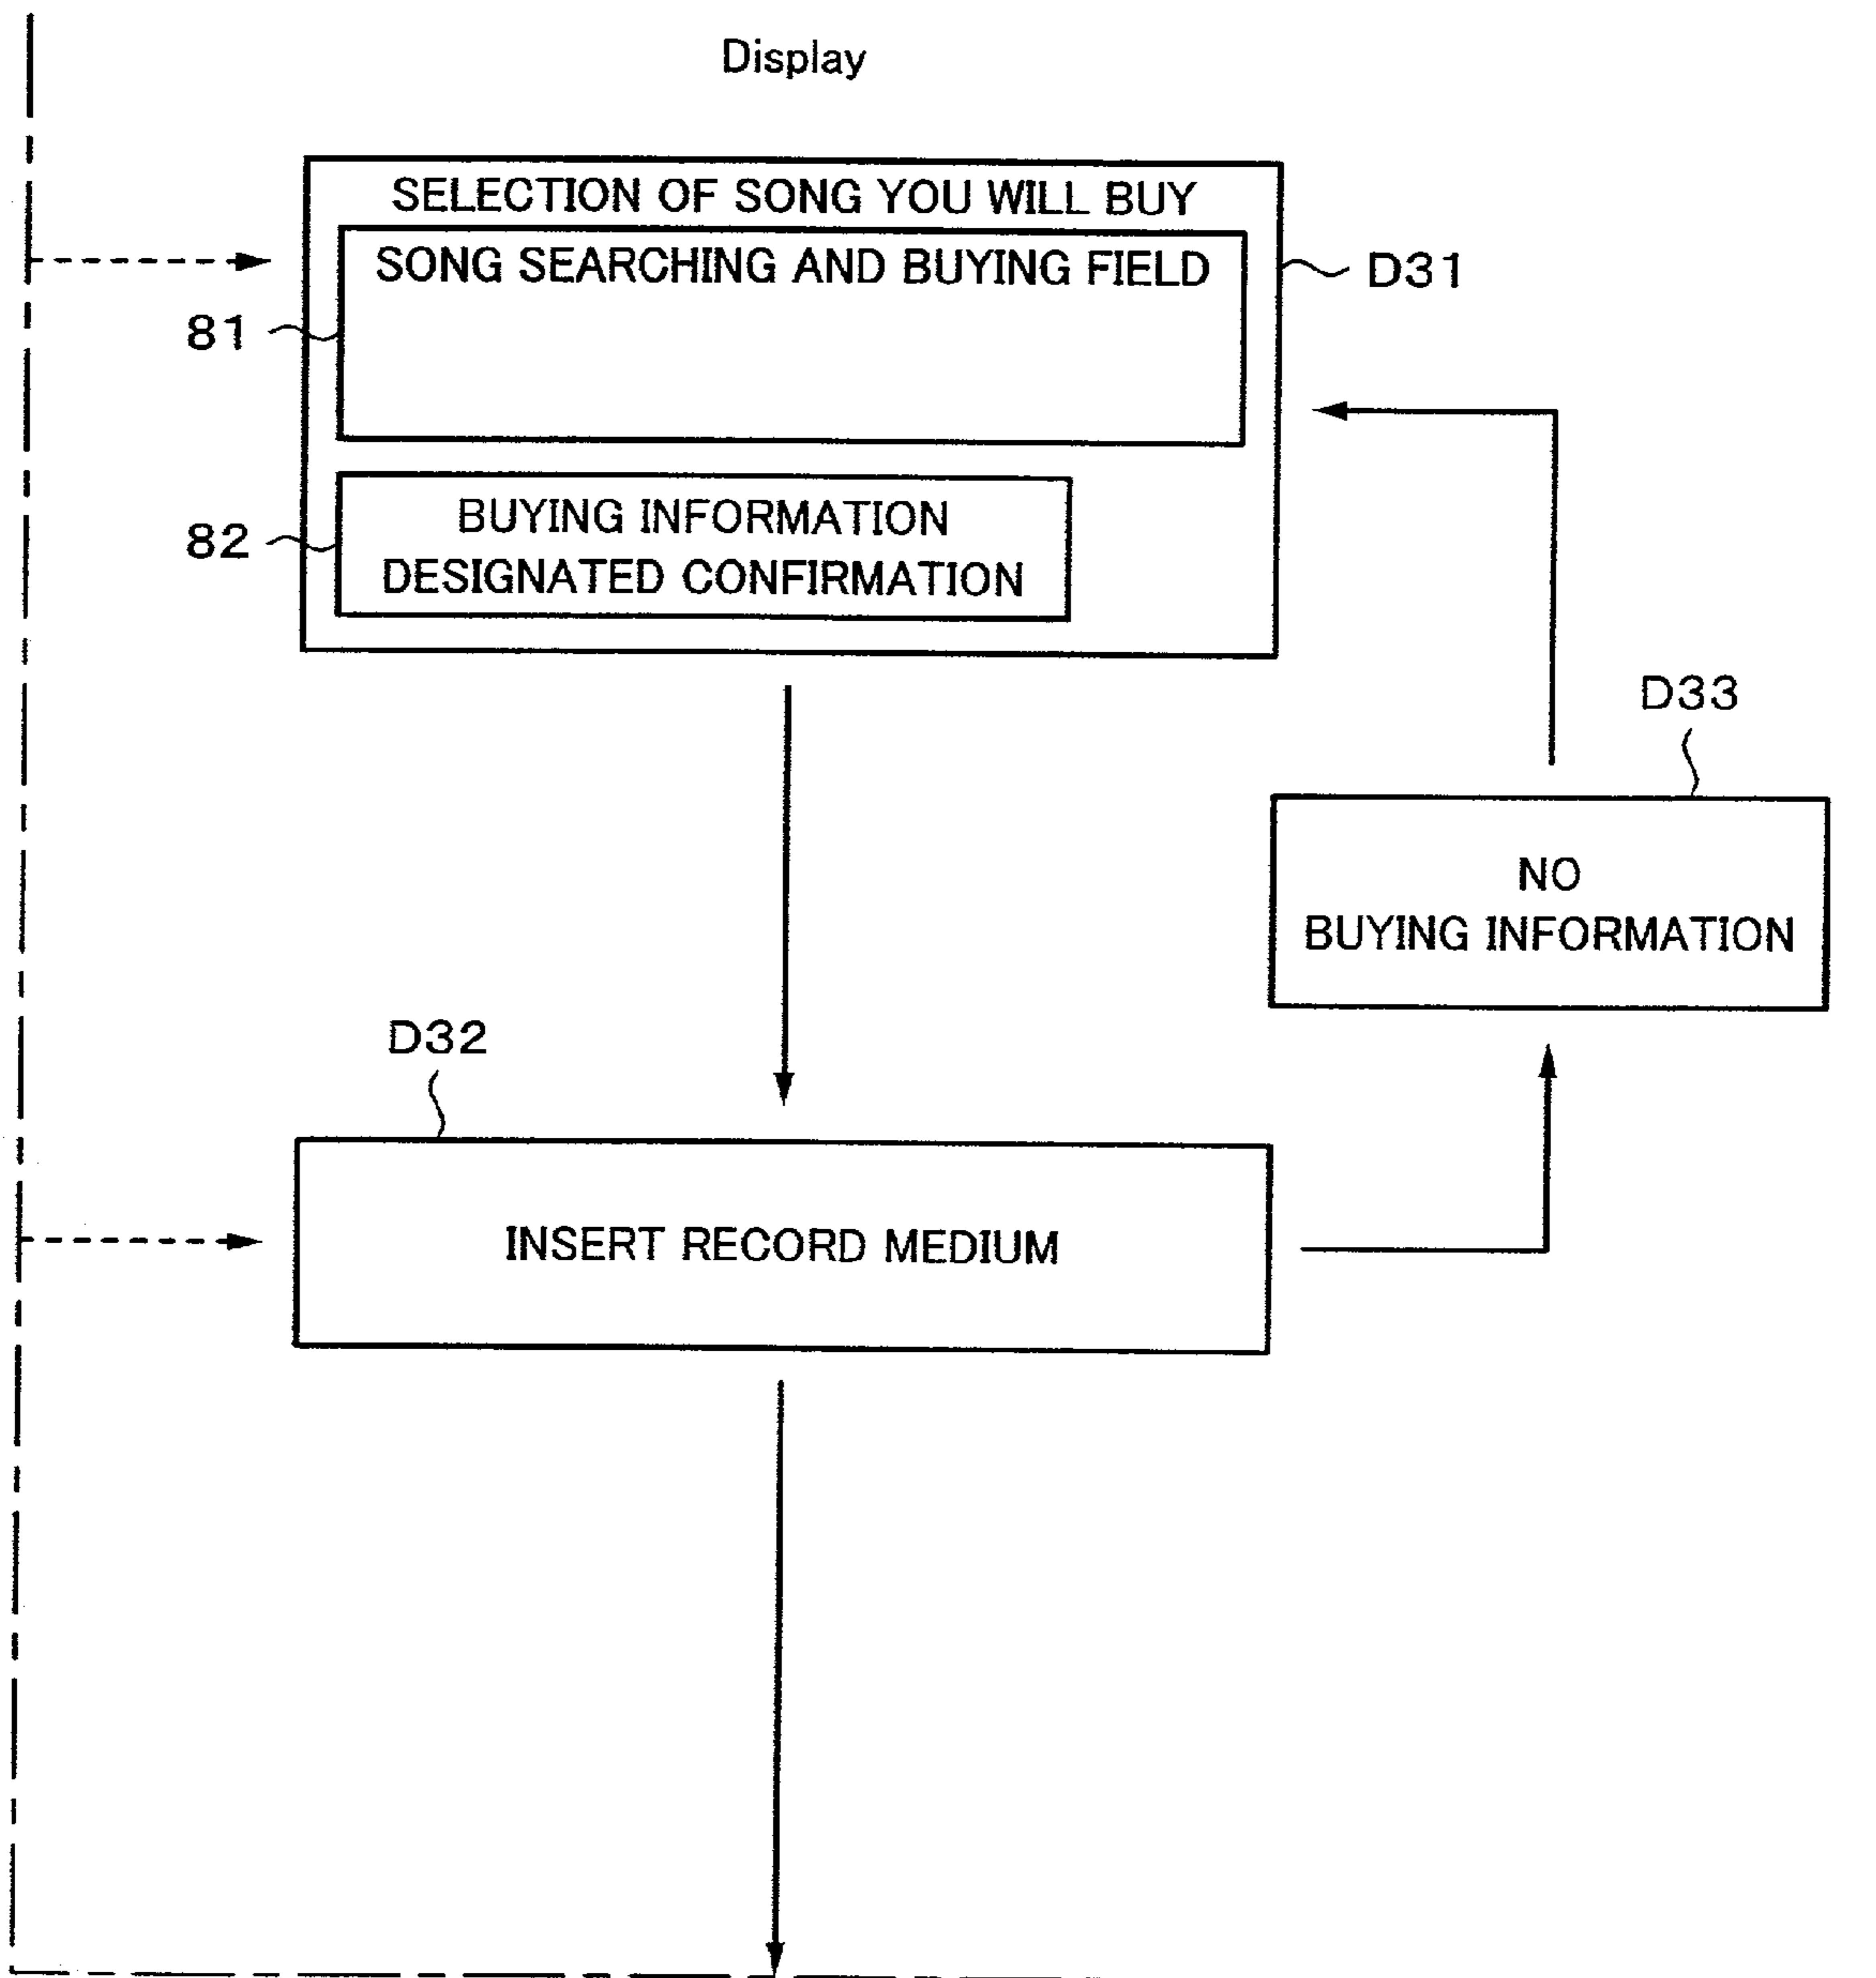 Display
SELECTION OF SONG YOU WILL BUY
SONG SEARCHING AND BUYING FIELD
D31
81
BUYING INFORMATION
DESIGNATED CONFIRMATION
82
D33
NO
BUYING INFORMATION
D32
INSERT RECORD MEDIUM